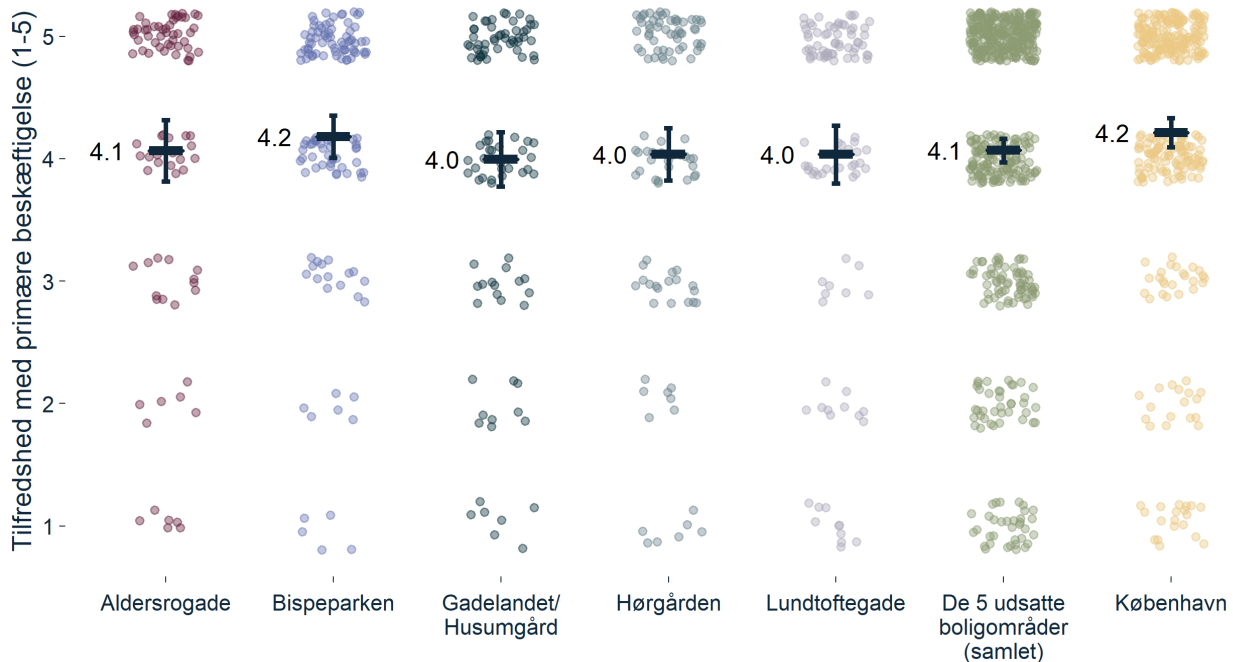 Tilfredshed med primære beskæftigelse (1-5)
5
4
3
2
1
4.1
4.2
4.0
4.0
4.0
4.1
4.2
Aldersrogade
Bispeparken
Gadelandet/
Husumgård
Hørgården
Lundtoftegade
De 5 udsatte
boligområder
(samlet)
København